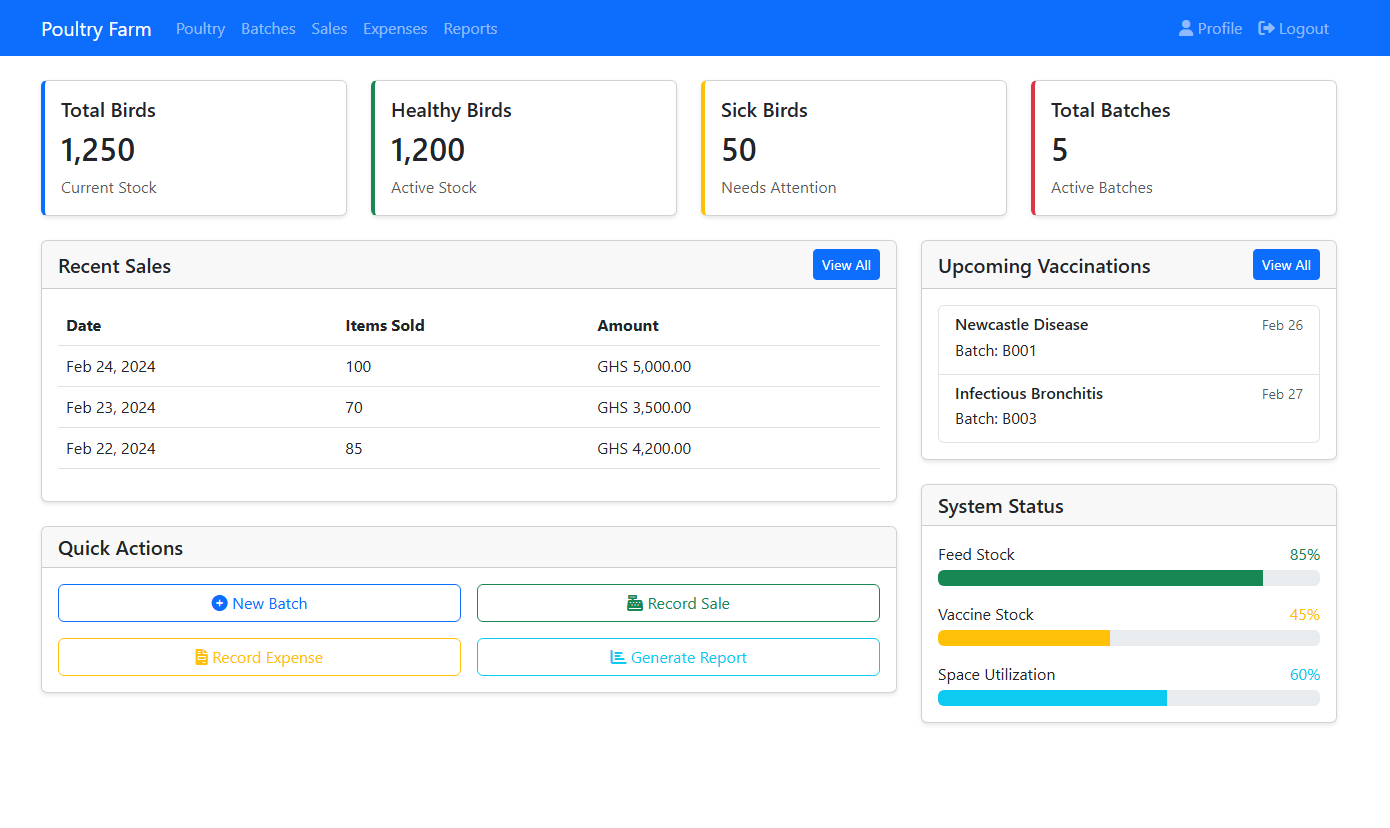 Poultry Farm Poultry Batches Sales Expenses Reports Profile Logout
Total Birds
1,250
Current Stock
Healthy Birds
1,200
Active Stock
Sick Birds
50
Needs Attention
Total Batches
5
Active Batches
Recent Sales View All
Date Items Sold Amount
Feb 24, 2024 100 GHS 5,000.00
Feb 23, 2024 70 GHS 3,500.00
Feb 22, 2024 85 GHS 4,200.00
Quick Actions
New Batch Record Sale
Record Expense Generate Report
Upcoming Vaccinations View All
Newcastle Disease Feb 26
Batch: B001
Infectious Bronchitis Feb 27
Batch: B003
System Status
Feed Stock 85%
Vaccine Stock 45%
Space Utilization 60%